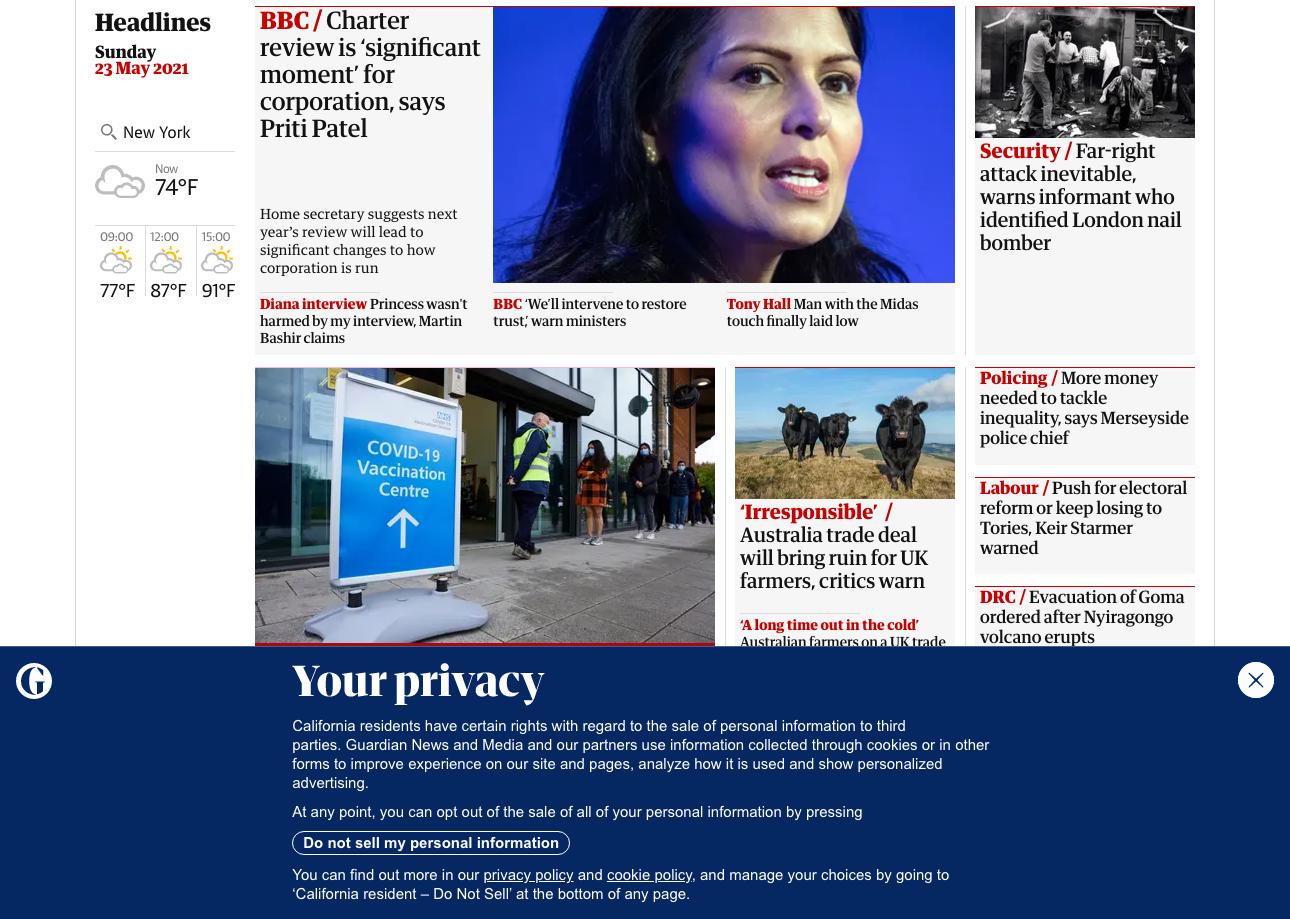 Headlines
Sunday
23 May 2021
New York
Now
74°F
09:00
12:00
15:00
77°F
87°F
91°F
BBC / Charter
review is ‘significant
moment’ for
corporation, says
Priti Patel
Home secretary suggests next
year’s review will lead to
significant changes to how
corporation is run
Diana interview Princess wasn't
harmed by my interview, Martin
Bashir claims
BBC ‘We’ll intervene to restore
trust,’ warn ministers
Tony Hall Man with the Midas
touch finally laid low
Security / Far-right
attack inevitable,
warns informant who
identified London nail
bomber
NHS
COVID-19
Vaccination
Centre
‘Irresponsible’ /
Australia trade deal
will bring ruin for UK
farmers, critics warn
‘A long time out in the cold’
Australian farmers on a UK trade
Policing / More money
needed to tackle
inequality, says Merseyside
police chief
Labour / Push for electoral
reform or keep losing to
Tories, Keir Starmer
warned
DRC / Evacuation of Goma
ordered after Nyiragongo
volcano erupts
G
Your privacy
California residents have certain rights with regard to the sale of personal information to third
parties. Guardian News and Media and our partners use information collected through cookies or in other
forms to improve experience on our site and pages, analyze how it is used and show personalized
advertising.
At any point, you can opt out of the sale of all of your personal information by pressing
Do not sell my personal information
You can find out more in our privacy policy and cookie policy, and manage your choices by going to
‘California resident – Do Not Sell’ at the bottom of any page.